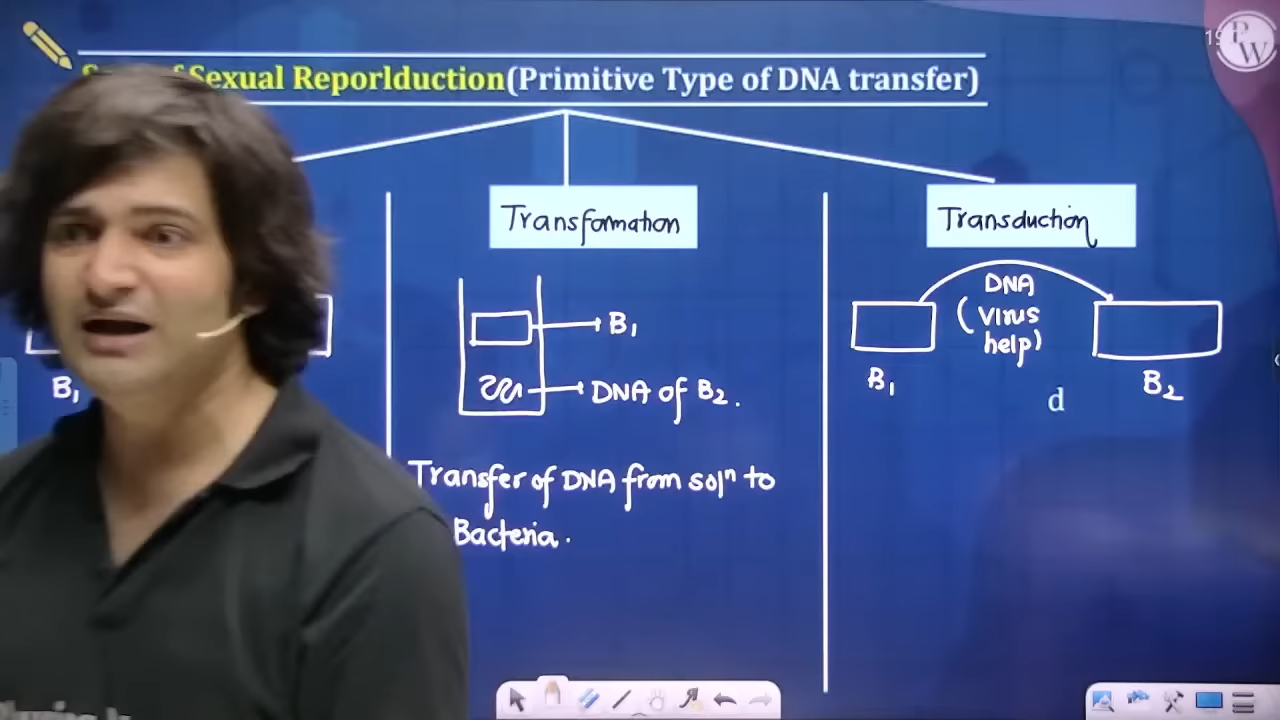 Sexual Reporlduction(Primitive Type of DNA transfer)
Transformation
Transduction
B₁
B₁
DNA of B₂.
Transfer of DNA from solⁿ to
Bacteria.
DNA
(virus
help)
B₁
B₂
d
PW